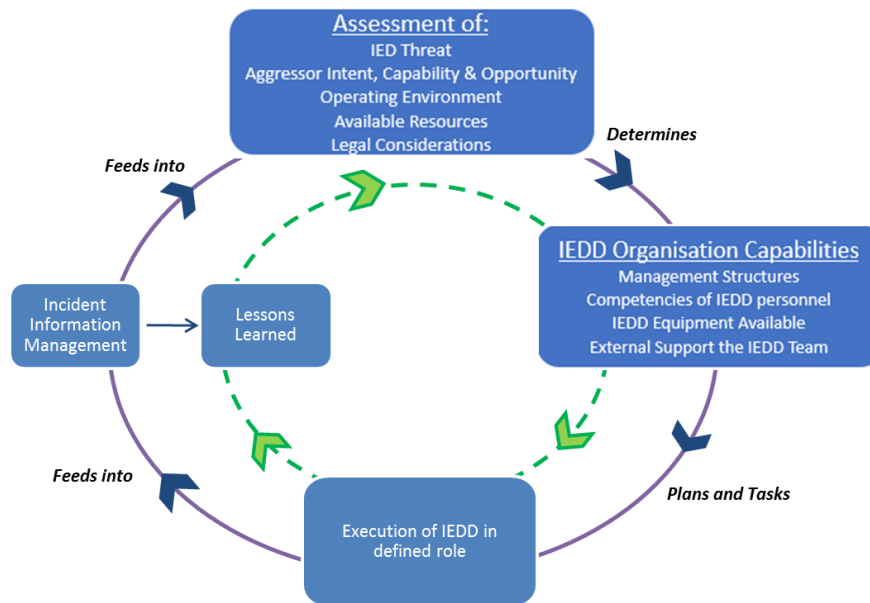 Assessment of:
IED Threat
Aggressor Intent, Capability & Opportunity
Operating Environment
Available Resources
Legal Considerations
Feeds into
Determines
IEDD Organisation Capabilities
Management Structures
Competencies of IEDD personnel
IEDD Equipment Available
External Support the IEDD Team
Incident
Information
Management
Lessons
Learned
Feeds into
Plans and Tasks
Execution of IEDD in
defined role